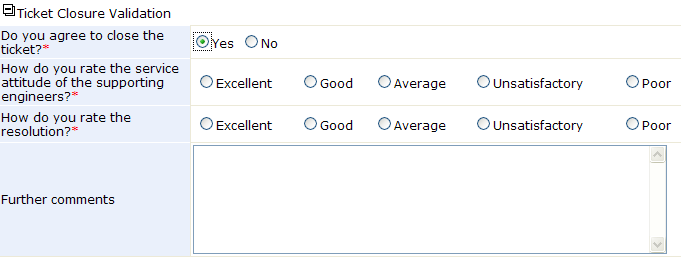 Ticket Closure Validation
Do you agree to close the
ticket?*
Yes No
How do you rate the service
attitude of the supporting
engineers?*
Excellent Good Average Unsatisfactory Poor
How do you rate the
resolution?*
Excellent Good Average Unsatisfactory Poor
Further comments